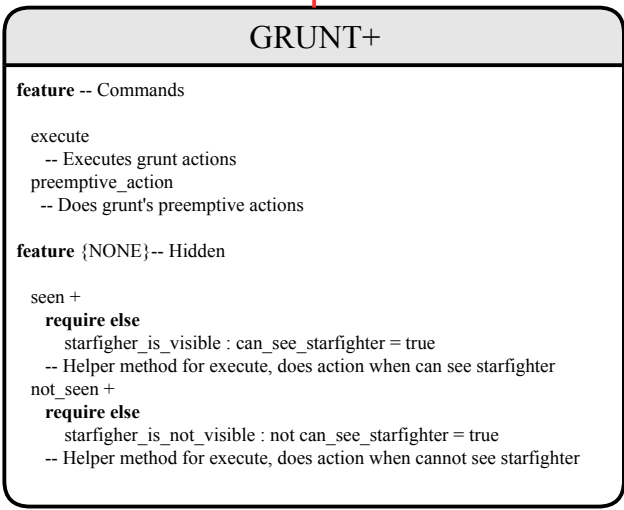 GRUNT+
feature -- Commands
execute
-- Executes grunt actions
preemptive_action
-- Does grunt's preemptive actions
feature {NONE}-- Hidden
seen +
require else
starfigher_is_visible : can_see_starfighter = true
-- Helper method for execute, does action when can see starfighter
not_seen +
require else
starfigher_is_not_visible : not can_see_starfighter = true
-- Helper method for execute, does action when cannot see starfighter